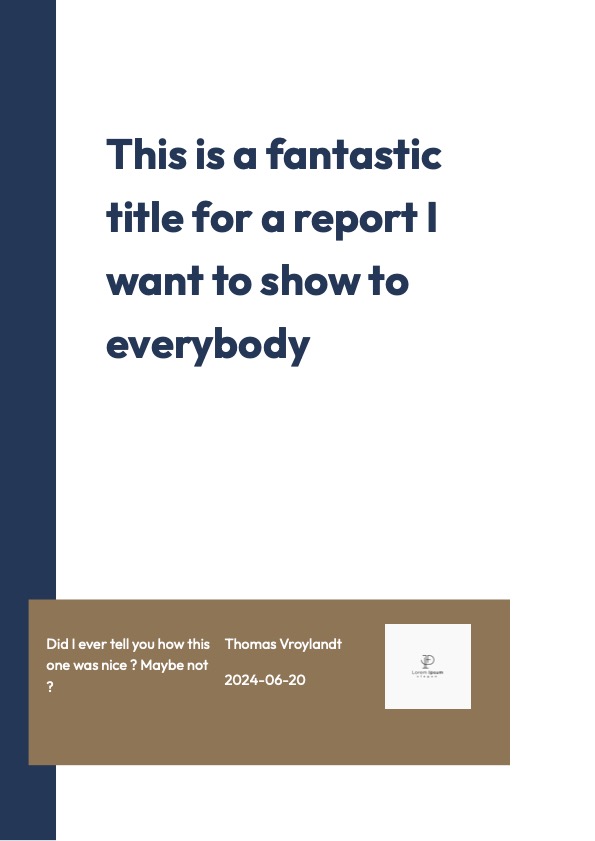 This is a fantastic
title for a report I
want to show to
everybody
Did I ever tell you how this
one was nice ? Maybe not
?
Thomas Vroylandt
2024-06-20
Lorem Ipsum